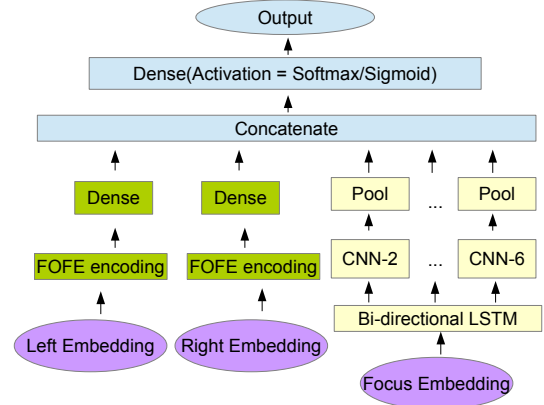 Output
Dense(Activation = Softmax/Sigmoid)
Concatenate
Dense Dense Pool ... Pool
FOFE encoding FOFE encoding CNN-2 ... CNN-6
Bi-directional LSTM
Left Embedding Right Embedding
Focus Embedding